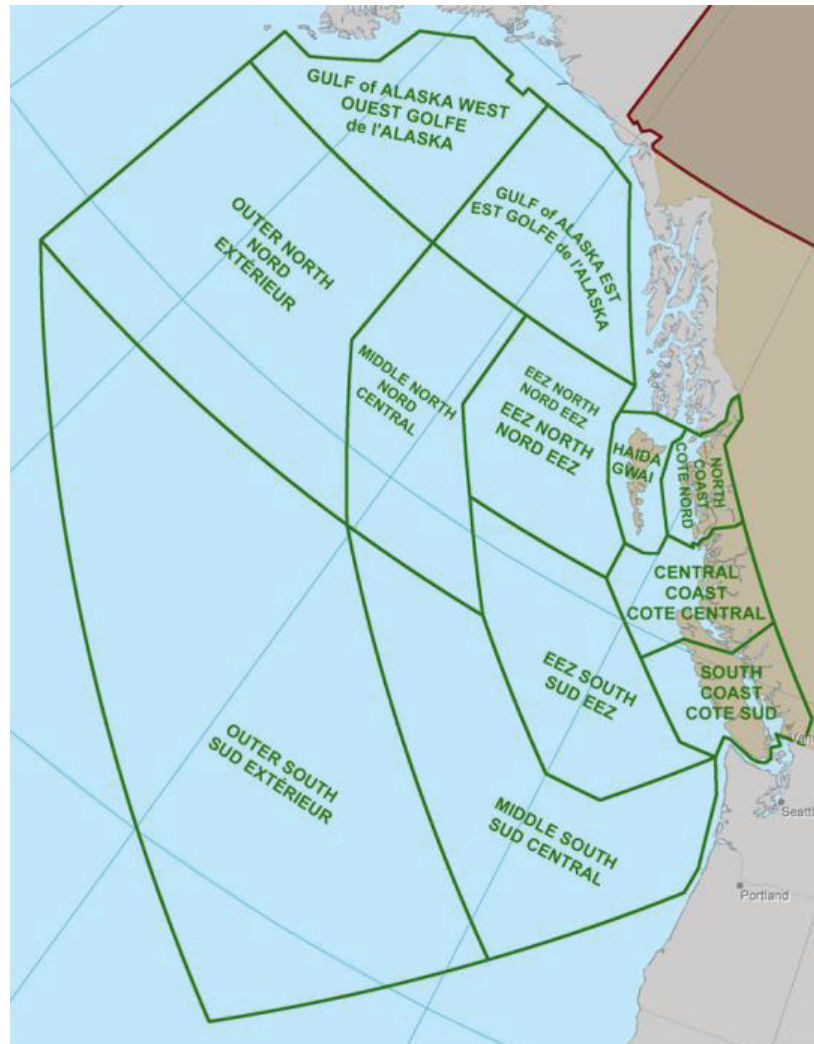 GULF of ALASKA WEST
OUEST GOLFE
de l'ALASKA
GULF of ALASKA EST
EST GOLFE de l'ALASKA
OUTER NORTH
NORD
EXTÉRIEUR
MIDDLE NORTH
NORD
CENTRAL
EEZ NORTH
NORD EEZ
EEZ NORTH
NORD EEZ
HAIDA
GWAI
NORTH
COAST
COTE NORD
CENTRAL
COAST
COTE CENTRAL
EEZ SOUTH
SUD EEZ
SOUTH
COAST
COTE SUD
OUTER SOUTH
SUD EXTÉRIEUR
MIDDLE SOUTH
SUD CENTRAL
Portland